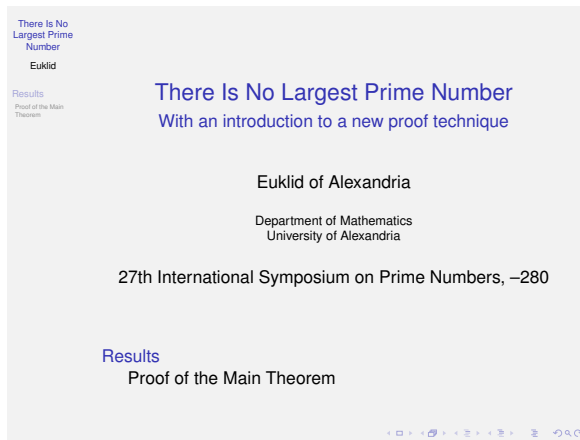 There Is No
Largest Prime
Number
Euklid
Results
Proof of the Main
Theorem
There Is No Largest Prime Number
With an introduction to a new proof technique
Euklid of Alexandria
Department of Mathematics
University of Alexandria
27th International Symposium on Prime Numbers, –280
Results
Proof of the Main Theorem